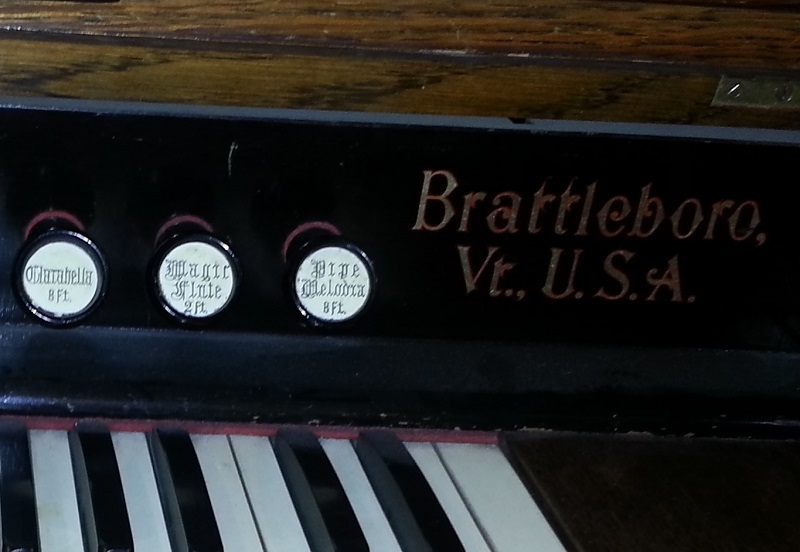 Clarabella
8 Ft.
Magic
Flute
2 Ft.
Pipe
Melodia
8 Ft.
Brattleboro,
Vt., U.S.A.